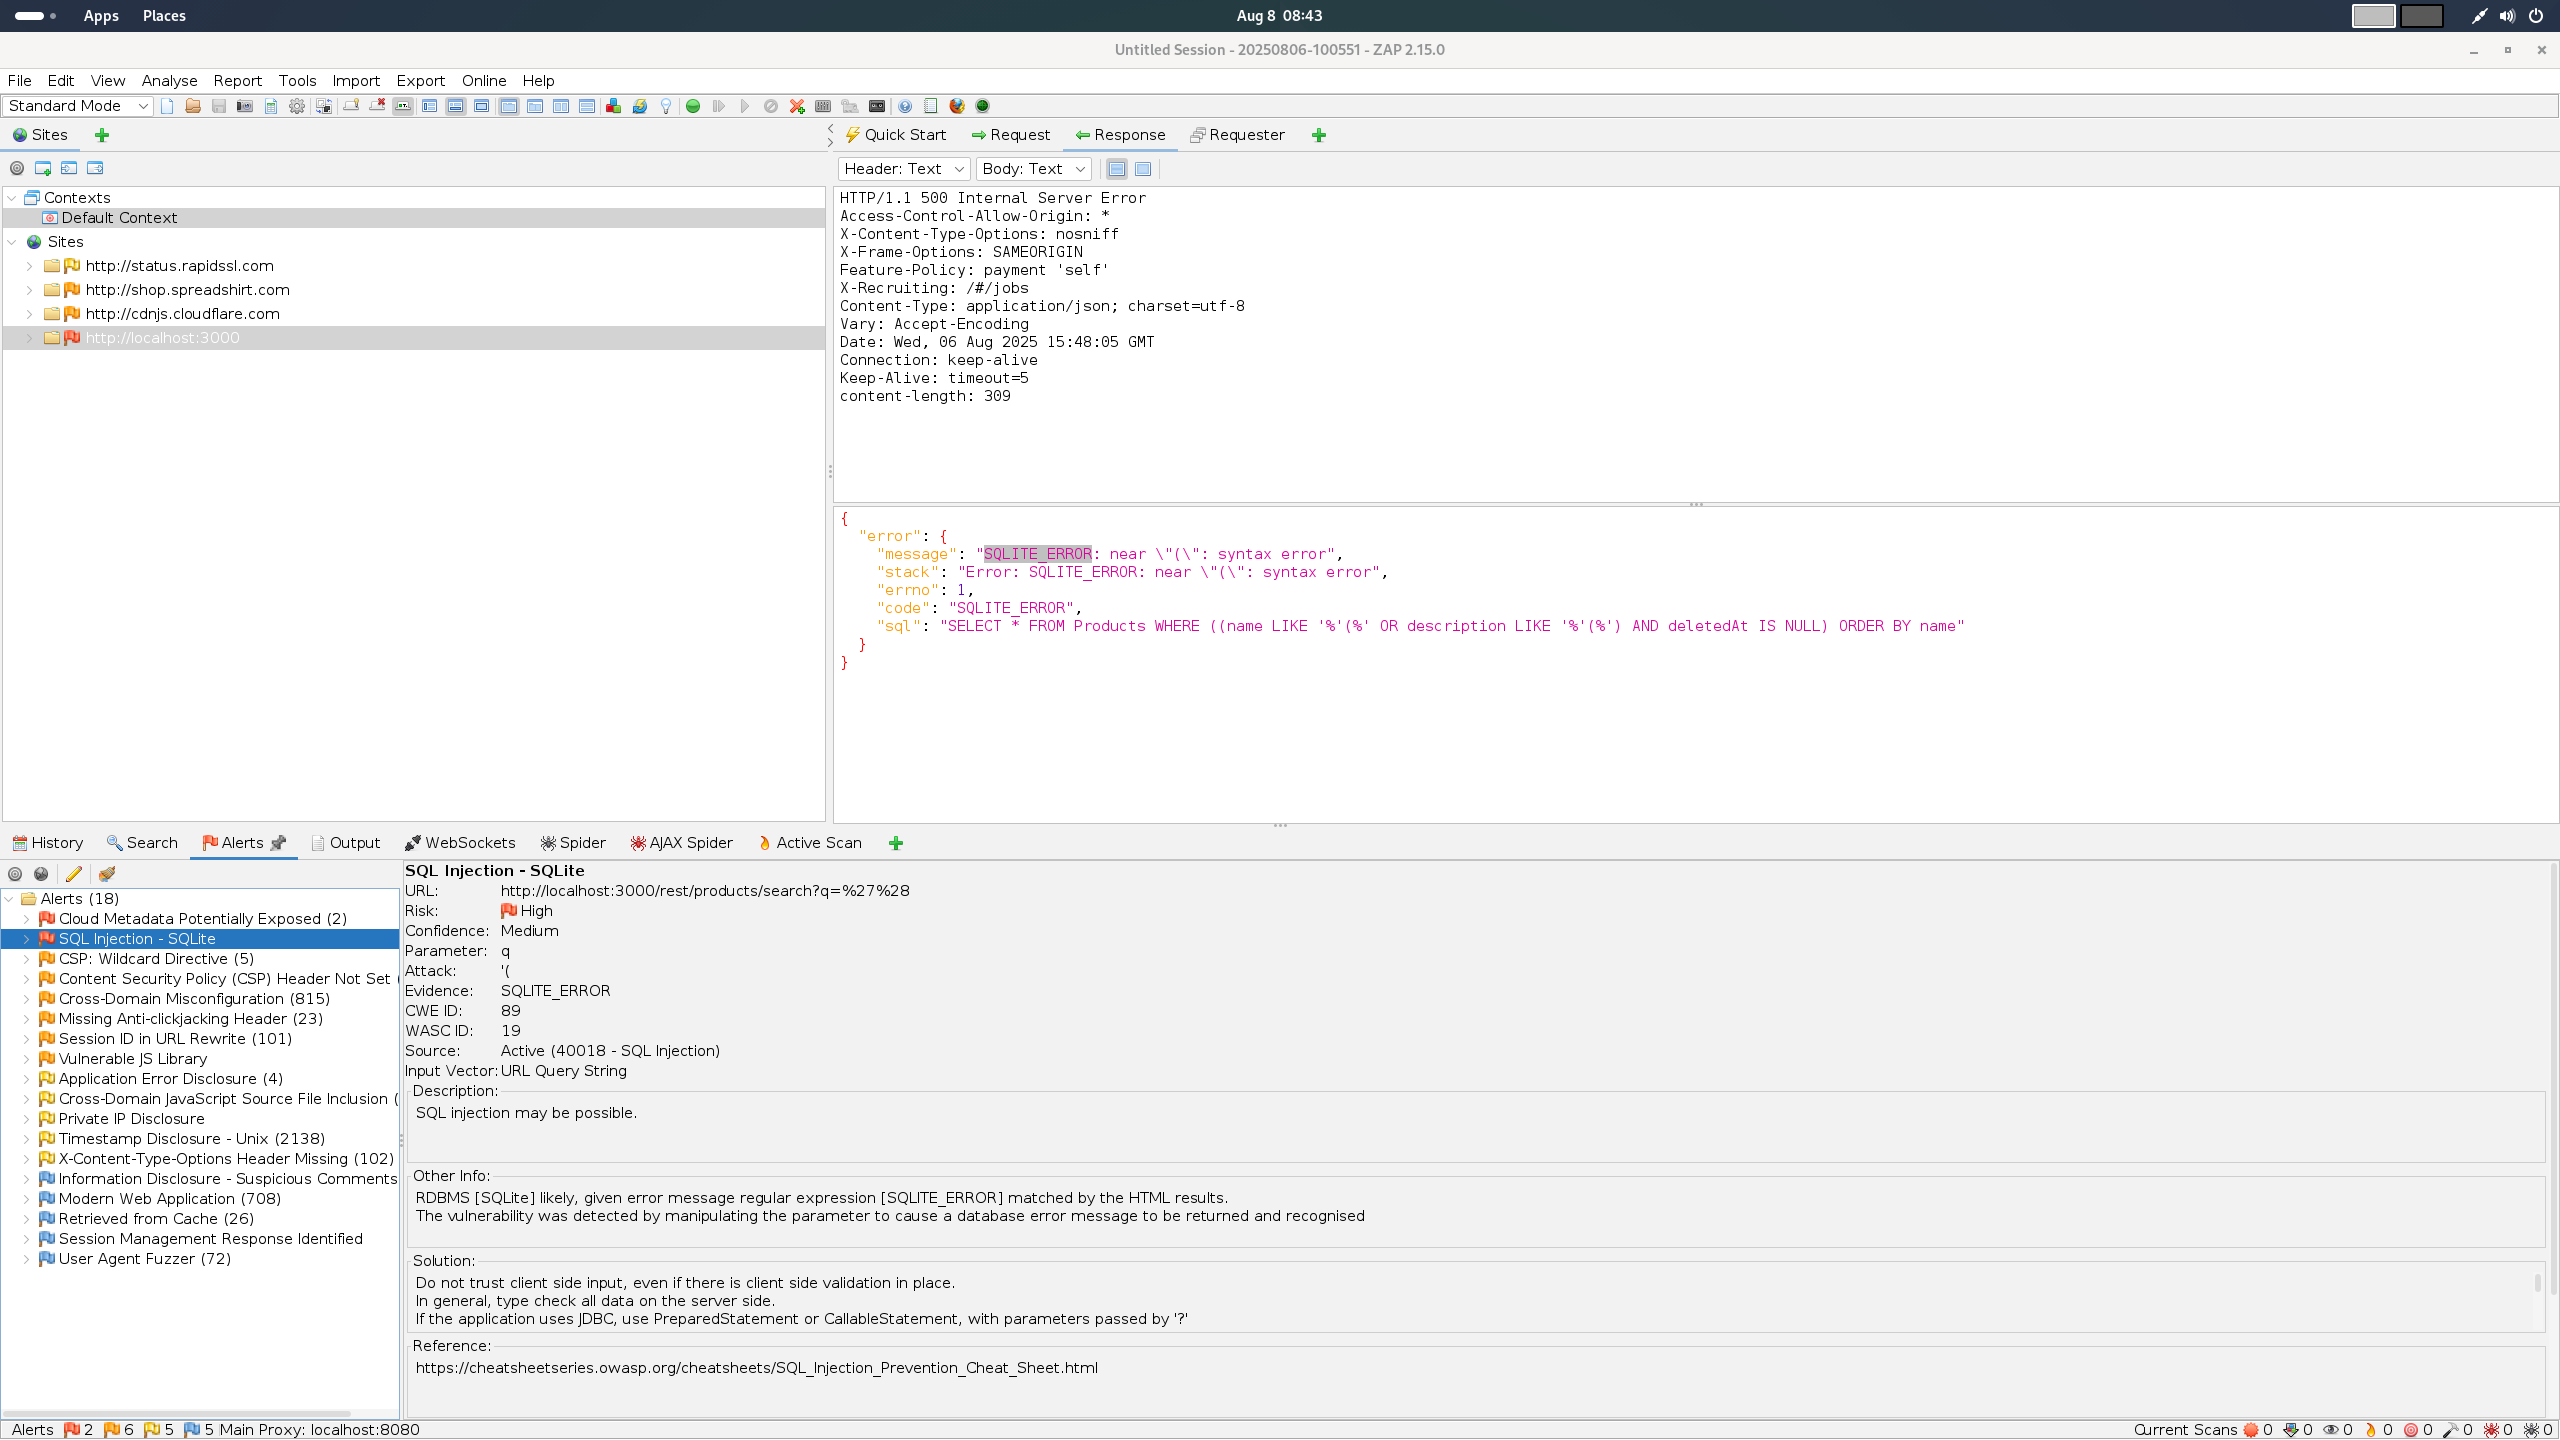 Apps Places
Aug 8 08:43
Untitled Session - 20250806-100551 - ZAP 2.15.0
File Edit View Analyse Report Tools Import Export Online Help
Standard Mode
Sites
Quick Start Request Response Requester
Header: Text Body: Text
Contexts
Default Context
Sites
http://status.rapidssl.com
http://shop.spreadshirt.com
http://cdnjs.cloudflare.com
http://localhost:3000
HTTP/1.1 500 Internal Server Error
Access-Control-Allow-Origin: *
X-Content-Type-Options: nosniff
X-Frame-Options: SAMEORIGIN
Feature-Policy: payment 'self'
X-Recruiting: /#/jobs
Content-Type: application/json; charset=utf-8
Vary: Accept-Encoding
Date: Wed, 06 Aug 2025 15:48:05 GMT
Connection: keep-alive
Keep-Alive: timeout=5
content-length: 309
{
"error": {
"message": "SQLITE_ERROR: near \"(\": syntax error",
"stack": "Error: SQLITE_ERROR: near \"(\": syntax error",
"errno": 1,
"code": "SQLITE_ERROR",
"sql": "SELECT * FROM Products WHERE ((name LIKE '%'(%' OR description LIKE '%'(%') AND deletedAt IS NULL) ORDER BY name"
}
}
History Search Alerts Output WebSockets Spider AJAX Spider Active Scan
Alerts (18)
Cloud Metadata Potentially Exposed (2)
SQL Injection - SQLite
CSP: Wildcard Directive (5)
Content Security Policy (CSP) Header Not Set (
Cross-Domain Misconfiguration (815)
Missing Anti-clickjacking Header (23)
Session ID in URL Rewrite (101)
Vulnerable JS Library
Application Error Disclosure (4)
Cross-Domain JavaScript Source File Inclusion (
Private IP Disclosure
Timestamp Disclosure - Unix (2138)
X-Content-Type-Options Header Missing (102)
Information Disclosure - Suspicious Comments
Modern Web Application (708)
Retrieved from Cache (26)
Session Management Response Identified
User Agent Fuzzer (72)
SQL Injection - SQLite
URL: http://localhost:3000/rest/products/search?q=%27%28
Risk: High
Confidence: Medium
Parameter: q
Attack: '(
Evidence: SQLITE_ERROR
CWE ID: 89
WASC ID: 19
Source: Active (40018 - SQL Injection)
Input Vector: URL Query String
Description:
SQL injection may be possible.
Other Info:
RDBMS [SQLite] likely, given error message regular expression [SQLITE_ERROR] matched by the HTML results.
The vulnerability was detected by manipulating the parameter to cause a database error message to be returned and recognised
Solution:
Do not trust client side input, even if there is client side validation in place.
In general, type check all data on the server side.
If the application uses JDBC, use PreparedStatement or CallableStatement, with parameters passed by '?'
Reference:
https://cheatsheetseries.owasp.org/cheatsheets/SQL_Injection_Prevention_Cheat_Sheet.html
Alerts 2 6 5 5 Main Proxy: localhost:8080
Current Scans 0 0 0 0 0 0 0 0